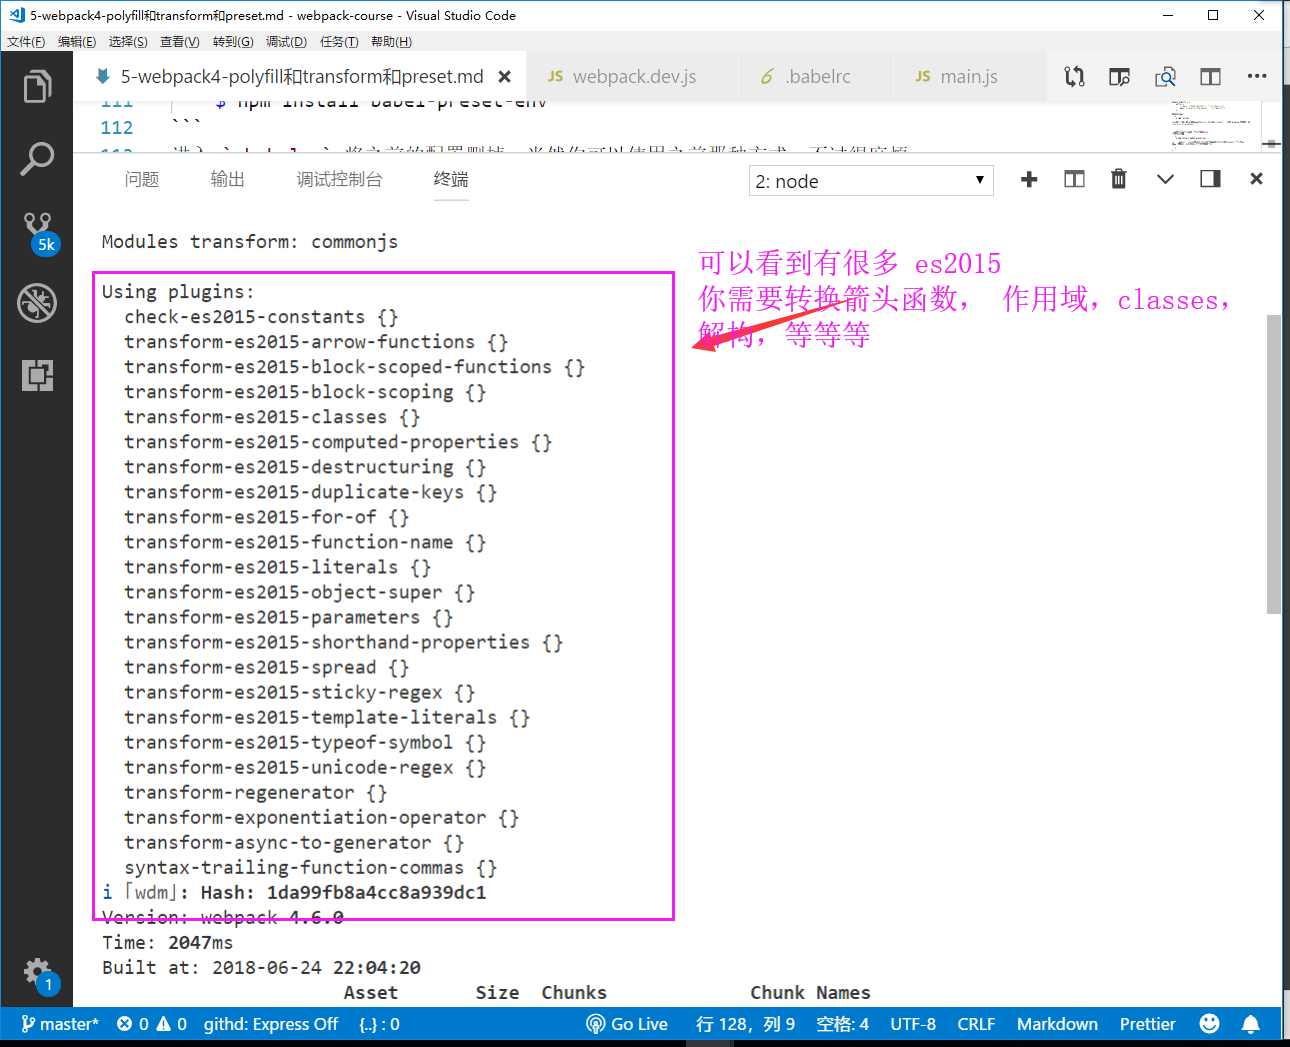 5-webpack4-polyfill和transform和preset.md - webpack-course - Visual Studio Code
文件(F) 编辑(E) 选择(S) 查看(V) 转到(G) 调试(D) 任务(T) 帮助(H)
5-webpack4-polyfill和transform和preset.md webpack.dev.js .babelrc main.js
111 $ npm install babel-preset-env
112 ```
问题 输出 调试控制台 终端 2: node
Modules transform: commonjs
可以看到有很多 es2015
你需要转换箭头函数， 作用域，classes，
解构，等等等
Using plugins:
check-es2015-constants {}
transform-es2015-arrow-functions {}
transform-es2015-block-scoped-functions {}
transform-es2015-block-scoping {}
transform-es2015-classes {}
transform-es2015-computed-properties {}
transform-es2015-destructuring {}
transform-es2015-duplicate-keys {}
transform-es2015-for-of {}
transform-es2015-function-name {}
transform-es2015-literals {}
transform-es2015-object-super {}
transform-es2015-parameters {}
transform-es2015-shorthand-properties {}
transform-es2015-spread {}
transform-es2015-sticky-regex {}
transform-es2015-template-literals {}
transform-es2015-typeof-symbol {}
transform-es2015-unicode-regex {}
transform-regenerator {}
transform-exponentiation-operator {}
transform-async-to-generator {}
syntax-trailing-function-commas {}
i ｢wdm｣: Hash: 1da99fb8a4cc8a939dc1
Version: webpack 4.6.0
Time: 2047ms
Built at: 2018-06-24 22:04:20
Asset Size Chunks Chunk Names
5k
1
master* 0 0 githd: Express Off {..} : 0 Go Live 行 128，列 9 空格: 4 UTF-8 CRLF Markdown Prettier